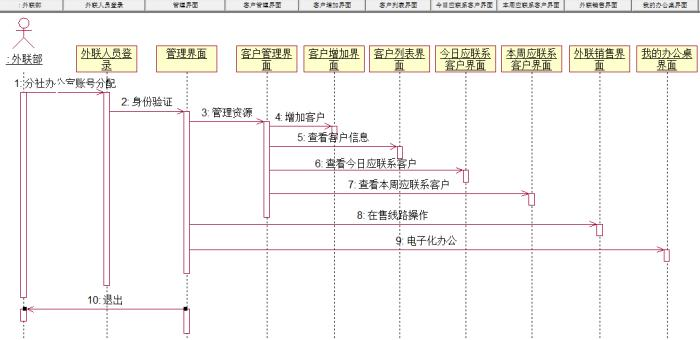 : 外联部
外联人员登录
管理界面
客户管理界面
客户增加界面
客户列表界面
今日应联系客户界面
本周应联系客户界面
外联销售界面
我的办公桌界面
: 外联部
外联人员登
录
管理界面
客户管理界
面
客户增加界
面
客户列表界
面
今日应联系
客户界面
本周应联系
客户界面
外联销售界
面
我的办公桌
界面
1: 分社办公室账号分配
2: 身份验证
3: 管理资源
4: 增加客户
5: 查看客户信息
6: 查看今日应联系客户
7: 查看本周应联系客户
8: 在售线路操作
9: 电子化办公
10: 退出